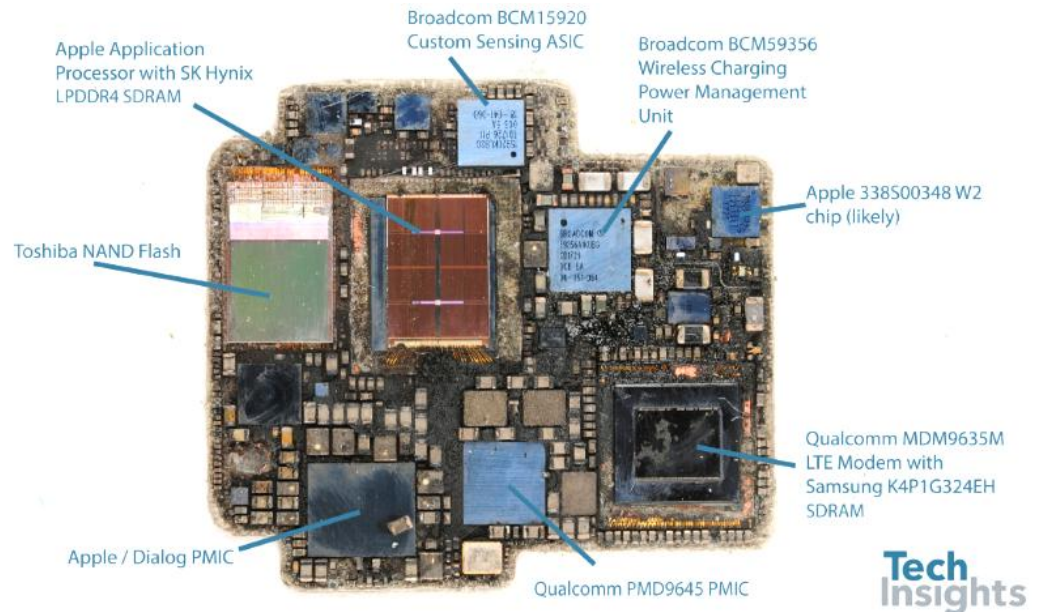 Broadcom BCM15920
Custom Sensing ASIC
Apple Application
Processor with SK Hynix
LPDDR4 SDRAM
Broadcom BCM59356
Wireless Charging
Power Management
Unit
Apple 338S00348 W2
chip (likely)
Toshiba NAND Flash
BROADCOM
Qualcomm MDM9635M
LTE Modem with
Samsung K4P1G324EH
SDRAM
Apple / Dialog PMIC
Qualcomm PMD9645 PMIC
Tech
Insights